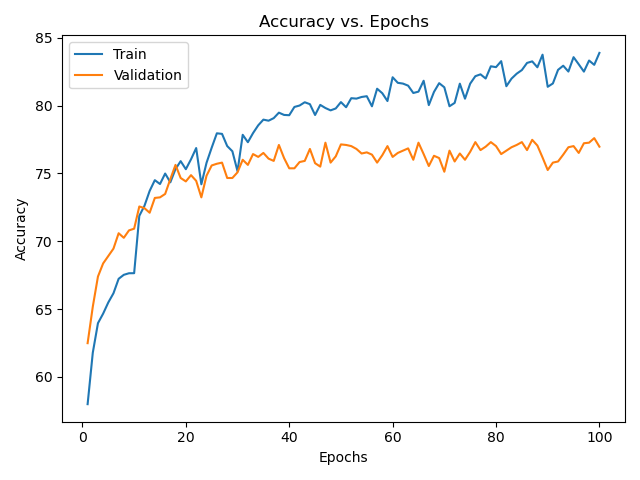 Accuracy vs. Epochs
Train
Validation
85
80
75
70
65
60
Accuracy
0 20 40 60 80 100
Epochs